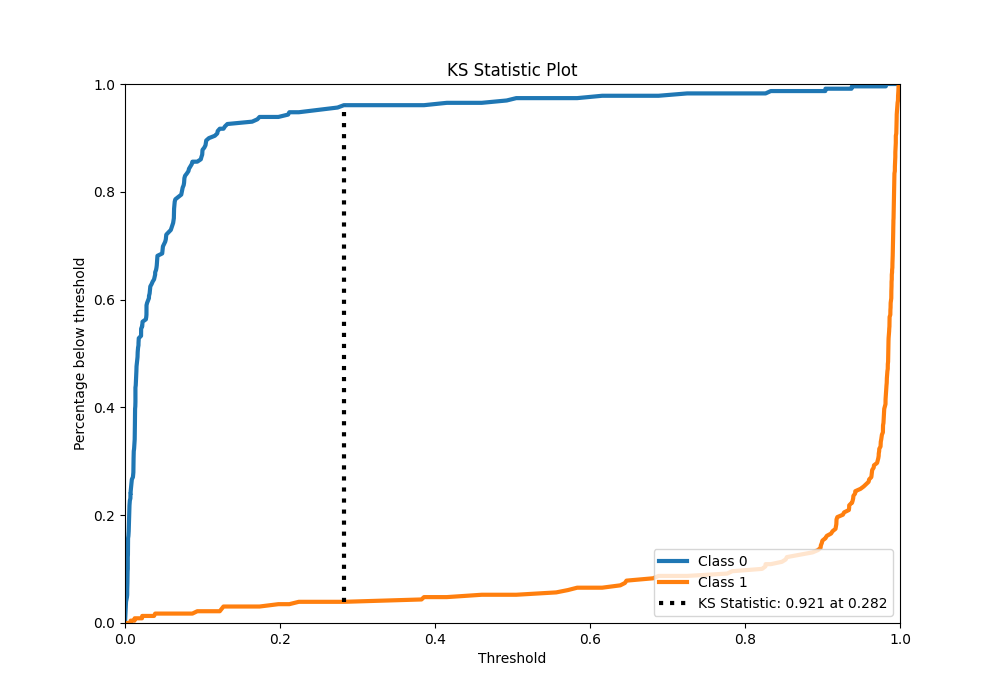 KS Statistic Plot
1.0
0.8
0.6
0.4
0.2
0.0
Percentage below threshold
0.0 0.2 0.4 0.6 0.8 1.0
Threshold
Class 0
Class 1
KS Statistic: 0.921 at 0.282